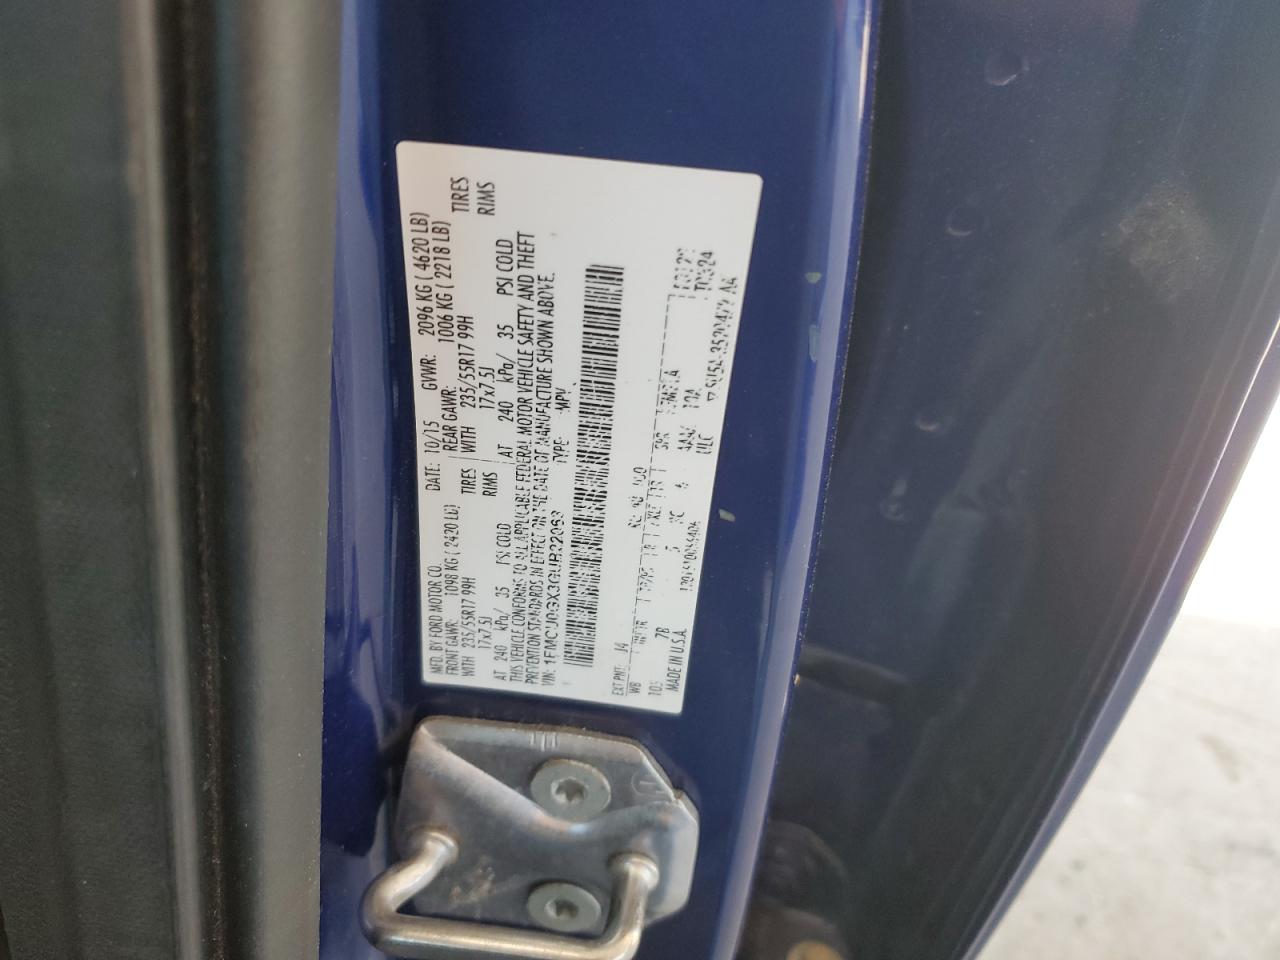 MFD. BY FORD MOTOR CO.
DATE: 10/15 GVWR: 2096 KG ( 4620 LB)
FRONT GAWR: 1098 KG ( 2420 LB) REAR GAWR: 1006 KG ( 2218 LB)
WITH 235/55R17 99H TIRES WITH 235/55R17 99H TIRES
17x7.5J RIMS 17x7.5J RIMS
AT 240 kPa/ 35 PSI COLD AT 240 kPa/ 35 PSI COLD
THIS VEHICLE CONFORMS TO ALL APPLICABLE FEDERAL MOTOR VEHICLE SAFETY AND THEFT
PREVENTION STANDARDS IN EFFECT ON THE DATE OF MANUFACTURE SHOWN ABOVE.
VIN: TYPE: MPV
EXT PNT: J4
WB
105 7B
MADE IN U.S.A. ULC